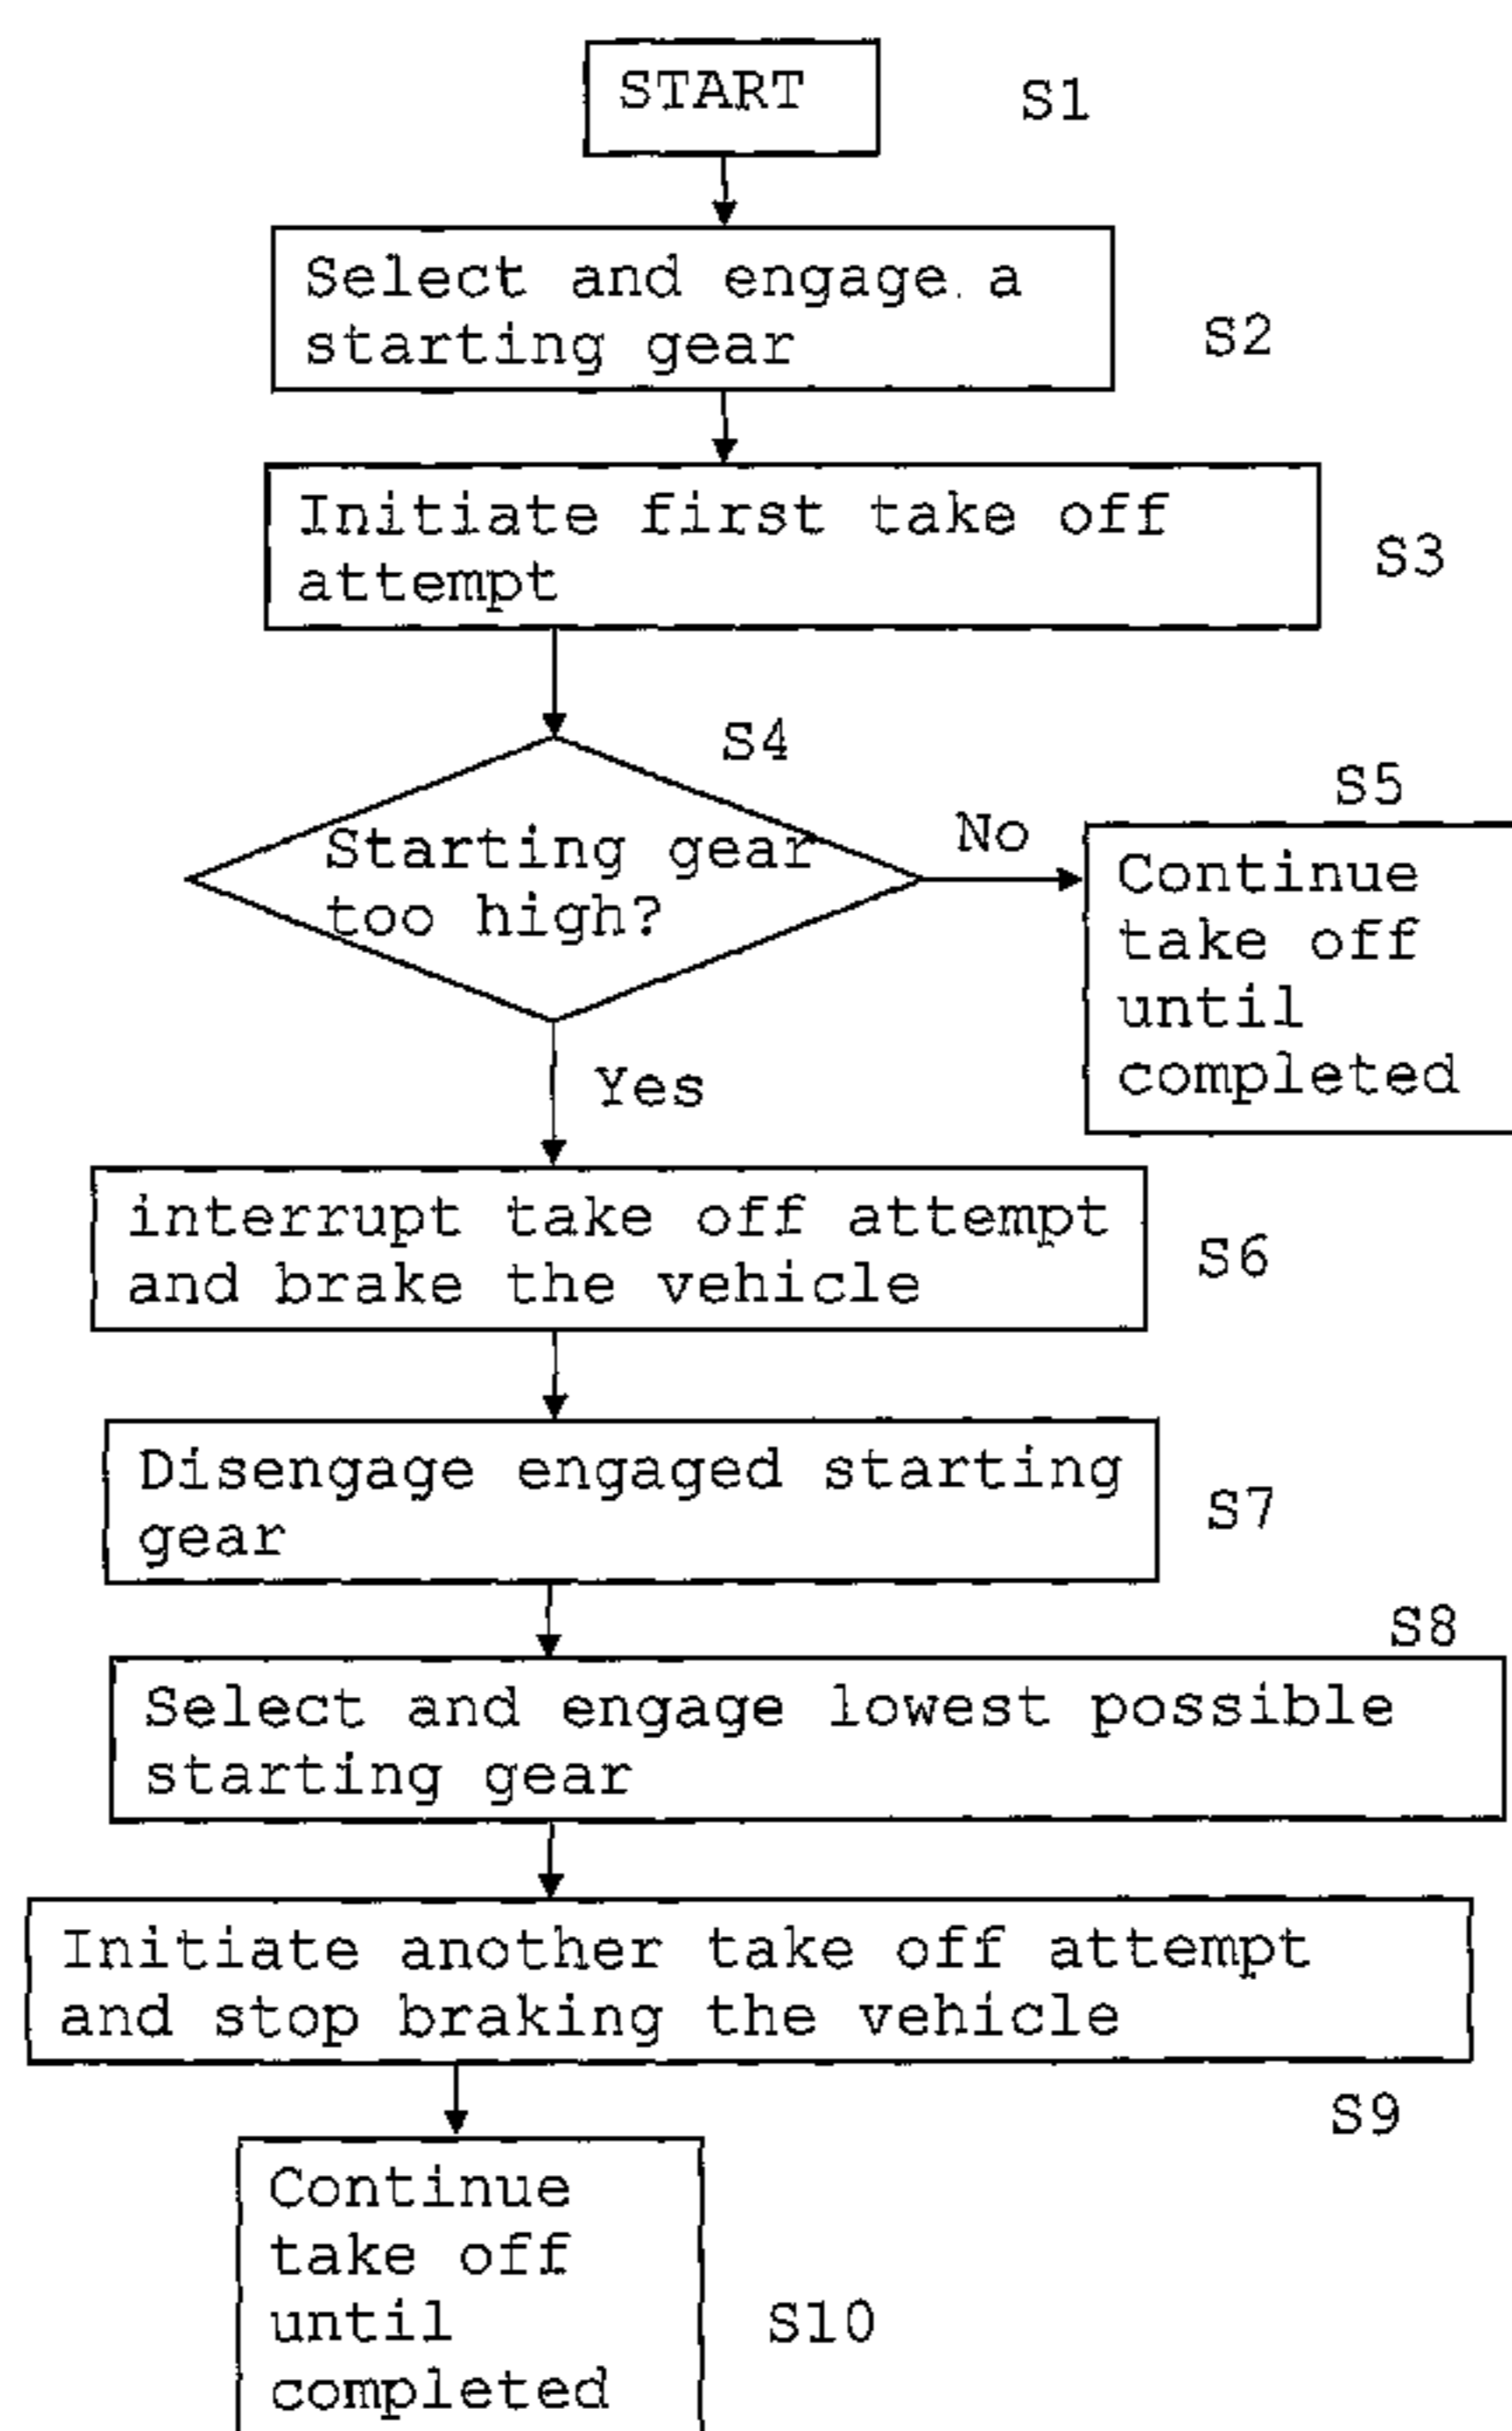 START
S1
Select and engage a
starting gear
S2
Initiate first take off
attempt
S3
S4
Starting gear
too high?
No
S5
Continue
take off
until
completed
Yes
interrupt take off attempt
and brake the vehicle
S6
Disengage engaged starting
gear
S7
S8
Select and engage lowest possible
starting gear
Initiate another take off attempt
and stop braking the vehicle
S9
Continue
take off
until
completed
S10